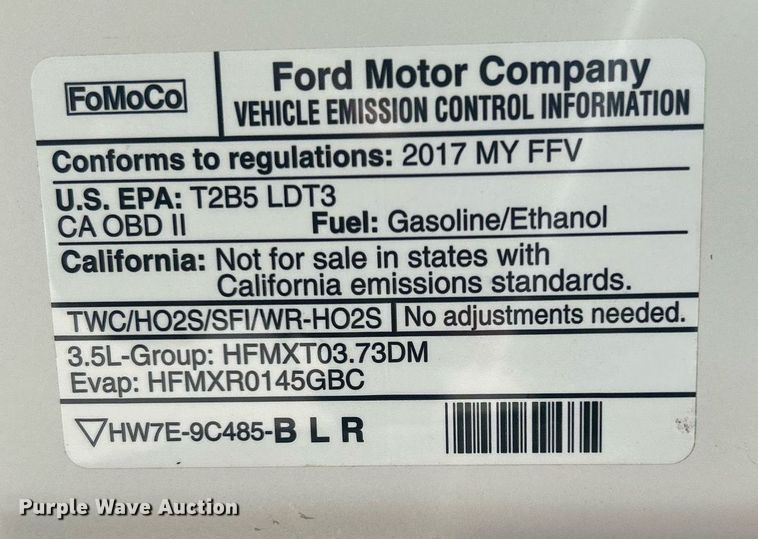 FoMoCo
Ford Motor Company
VEHICLE EMISSION CONTROL INFORMATION
Conforms to regulations: 2017 MY FFV
U.S. EPA: T2B5 LDT3
CA OBD II Fuel: Gasoline/Ethanol
California: Not for sale in states with
California emissions standards.
TWC/HO2S/SFI/WR-HO2S No adjustments needed.
3.5L-Group: HFMXT03.73DM
Evap: HFMXR0145GBC
HW7E-9C485-B L R
Purple Wave Auction